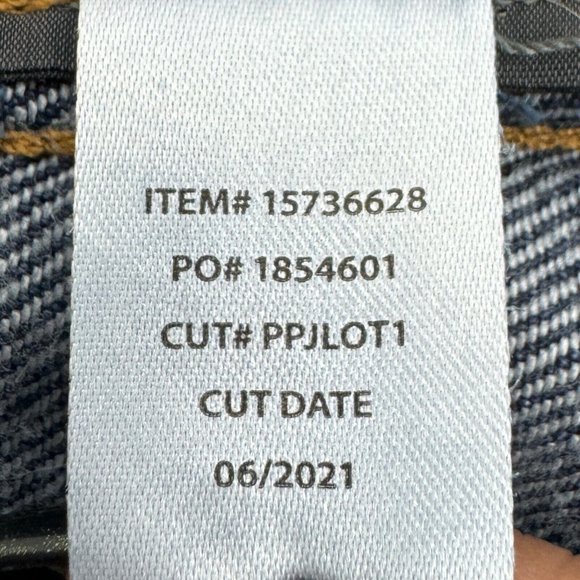 ITEM# 15736628
PO# 1854601
CUT# PPJLOT1
CUT DATE
06/2021